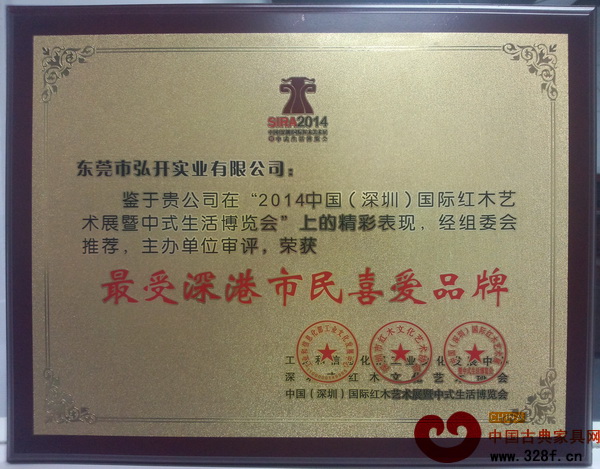 SIRA2014
东莞市弘开实业有限公司：
鉴于贵公司在“2014中国（深圳）国际红木艺
术展暨中式生活博览会”上的精彩表现，经组委会
推荐，主办单位审评，荣获
最受深港市民喜爱品牌
中国（深圳）国际红木艺术展暨中式生活博览会
中国古典家具网
www.328f.cn